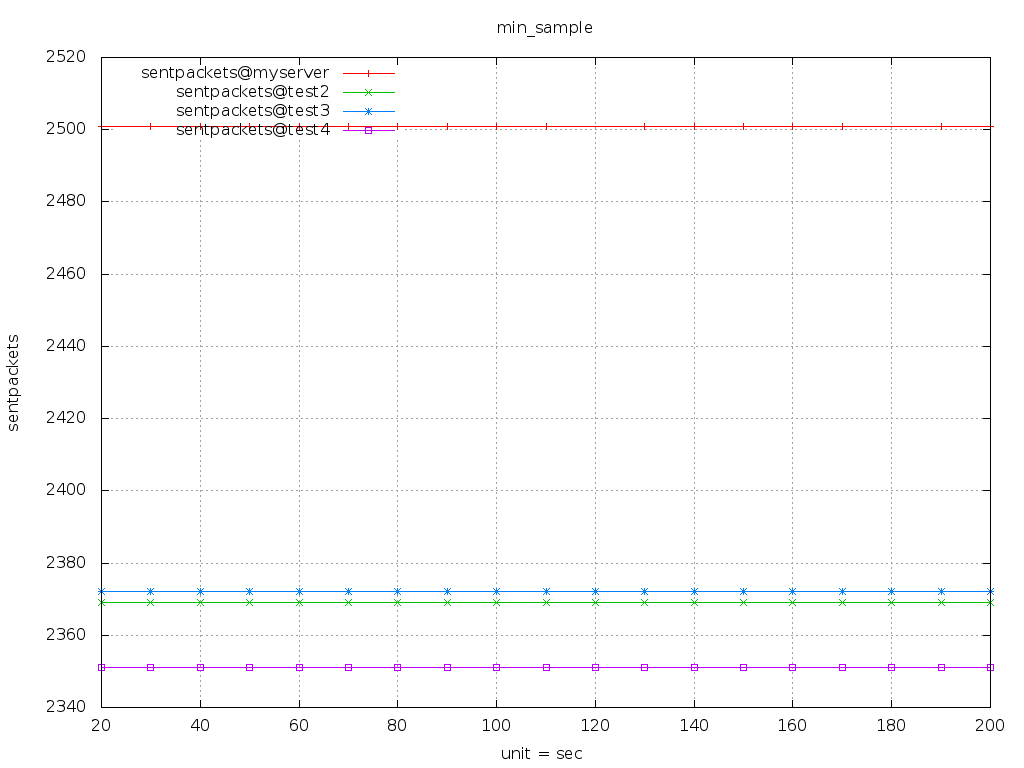 min_sample
2520
sentpackets@myserver
sentpackets@test2
sentpackets@test3
sentpackets@test4
2500
2480
2460
2440
2420
2400
2380
2360
2340
sentpackets
20 40 60 80 100 120 140 160 180 200
unit = sec